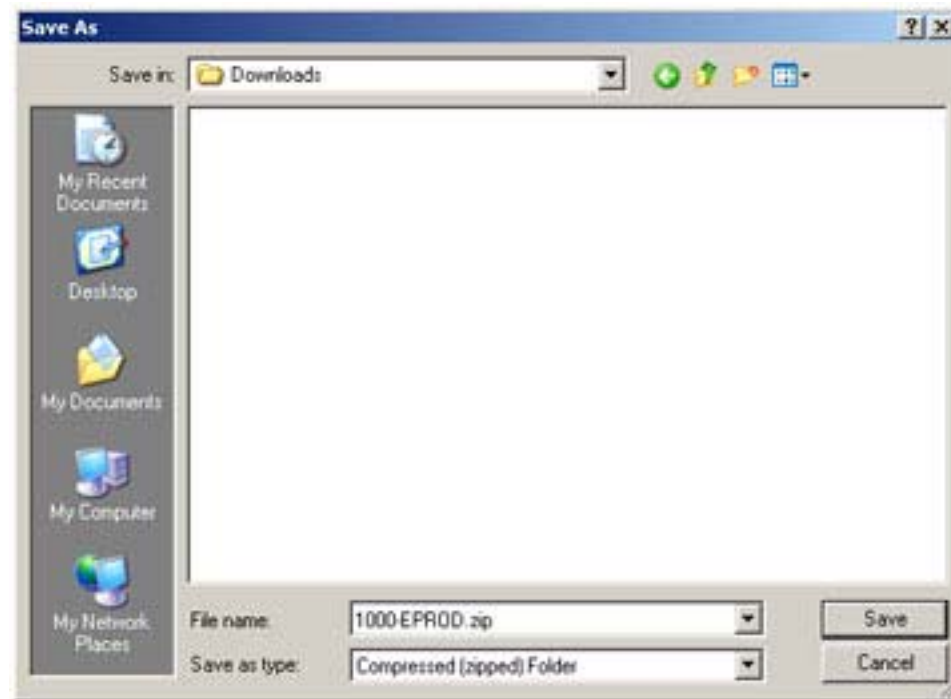 Save As
Save in: Downloads
My Recent
Documents
Desktop
My Documents
My Computer
My Network
Places
File name: 1000-EPROD.zip Save
Save as type: Compressed (zipped) Folder Cancel